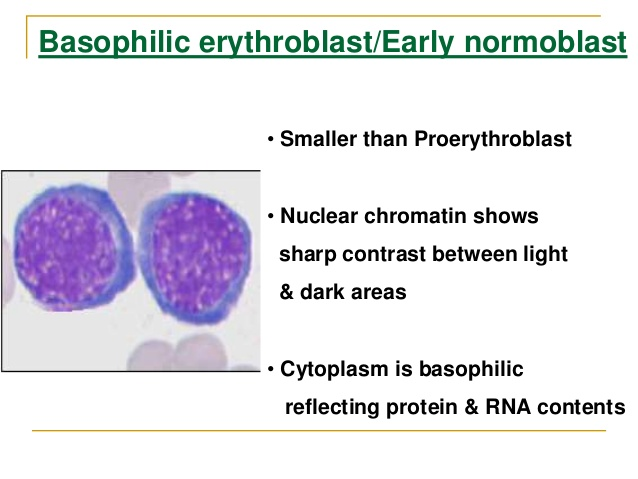 Basophilic erythroblast/Early normoblast
• Smaller than Proerythroblast
• Nuclear chromatin shows
sharp contrast between light
& dark areas
• Cytoplasm is basophilic
reflecting protein & RNA contents